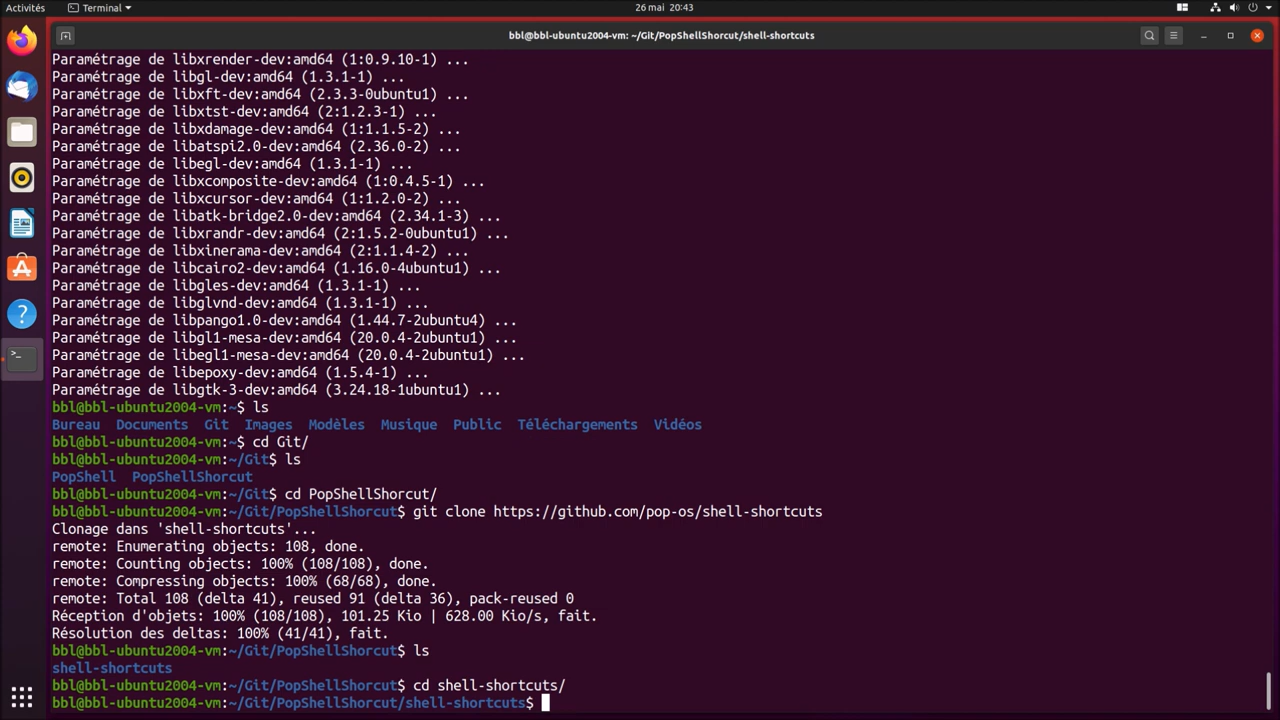 Activités
Terminal
26 mai 20:43
bbl@bbl-ubuntu2004-vm: ~/Git/PopShellShorcut/shell-shortcuts
Paramétrage de libxrender-dev:amd64 (1:0.9.10-1) ...
Paramétrage de libgl-dev:amd64 (1.3.1-1) ...
Paramétrage de libxft-dev:amd64 (2.3.3-0ubuntu1) ...
Paramétrage de libxtst-dev:amd64 (2:1.2.3-1) ...
Paramétrage de libxdamage-dev:amd64 (1:1.1.5-2) ...
Paramétrage de libatspi2.0-dev:amd64 (2.36.0-2) ...
Paramétrage de libegl-dev:amd64 (1.3.1-1) ...
Paramétrage de libxcomposite-dev:amd64 (1:0.4.5-1) ...
Paramétrage de libxcursor-dev:amd64 (1:1.2.0-2) ...
Paramétrage de libatk-bridge2.0-dev:amd64 (2.34.1-3) ...
Paramétrage de libxrandr-dev:amd64 (2:1.5.2-0ubuntu1) ...
Paramétrage de libxinerama-dev:amd64 (2:1.1.4-2) ...
Paramétrage de libcairo2-dev:amd64 (1.16.0-4ubuntu1) ...
Paramétrage de libgles-dev:amd64 (1.3.1-1) ...
Paramétrage de libglvnd-dev:amd64 (1.3.1-1) ...
Paramétrage de libpango1.0-dev:amd64 (1.44.7-2ubuntu4) ...
Paramétrage de libgl1-mesa-dev:amd64 (20.0.4-2ubuntu1) ...
Paramétrage de libegl1-mesa-dev:amd64 (20.0.4-2ubuntu1) ...
Paramétrage de libepoxy-dev:amd64 (1.5.4-1) ...
Paramétrage de libgtk-3-dev:amd64 (3.24.18-1ubuntu1) ...
bbl@bbl-ubuntu2004-vm:~$ ls
Bureau Documents Git Images Modèles Musique Public Téléchargements Vidéos
bbl@bbl-ubuntu2004-vm:~$ cd Git/
bbl@bbl-ubuntu2004-vm:~/Git$ ls
PopShell PopShellShorcut
bbl@bbl-ubuntu2004-vm:~/Git$ cd PopShellShorcut/
bbl@bbl-ubuntu2004-vm:~/Git/PopShellShorcut$ git clone https://github.com/pop-os/shell-shortcuts
Clonage dans 'shell-shortcuts'...
remote: Enumerating objects: 108, done.
remote: Counting objects: 100% (108/108), done.
remote: Compressing objects: 100% (68/68), done.
remote: Total 108 (delta 41), reused 91 (delta 36), pack-reused 0
Réception d'objets: 100% (108/108), 101.25 Kio | 628.00 Kio/s, fait.
Résolution des deltas: 100% (41/41), fait.
bbl@bbl-ubuntu2004-vm:~/Git/PopShellShorcut$ ls
shell-shortcuts
bbl@bbl-ubuntu2004-vm:~/Git/PopShellShorcut$ cd shell-shortcuts/
bbl@bbl-ubuntu2004-vm:~/Git/PopShellShorcut/shell-shortcuts$